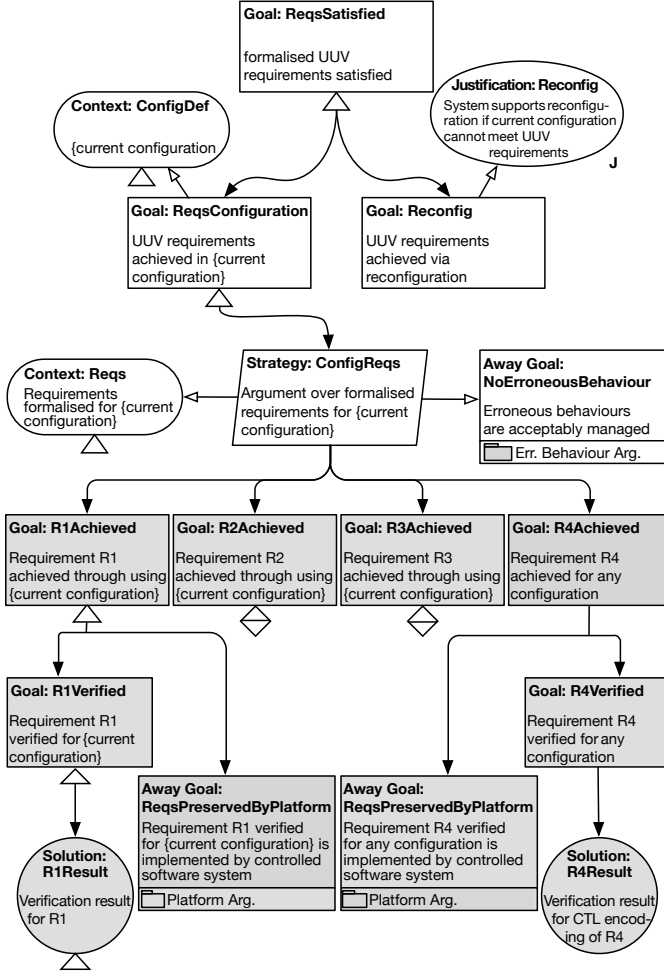 Goal: ReqsSatisfied
formalised UUV
requirements satisfied
Context: ConfigDef
{current configuration
Justification: Reconfig
System supports reconfigu-
ration if current configuration
cannot meet UUV
requirements
J
Goal: ReqsConfiguration
UUV requirements
achieved in {current
configuration}
Goal: Reconfig
UUV requirements
achieved via
reconfiguration
Context: Reqs
Requirements
formalised for {current
configuration}
Strategy: ConfigReqs
Argument over formalised
requirements for {current
configuration}
Away Goal:
NoErroneousBehaviour
Erroneous behaviours
are acceptably managed
Err. Behaviour Arg.
Goal: R1Achieved
Requirement R1
achieved through using
{current configuration}
Goal: R2Achieved
Requirement R2
achieved through using
{current configuration}
Goal: R3Achieved
Requirement R3
achieved through using
{current configuration}
Goal: R4Achieved
Requirement R4
achieved for any
configuration
Goal: R1Verified
Requirement R1
verified for {current
configuration}
Goal: R4Verified
Requirement R4
verified for any
configuration
Away Goal:
ReqsPreservedByPlatform
Requirement R1 verified
for {current configuration} is
implemented by controlled
software system
Platform Arg.
Away Goal:
ReqsPreservedByPlatform
Requirement R4 verified
for any configuration is
implemented by controlled
software system
Platform Arg.
Solution:
R1Result
Verification result
for R1
Solution:
R4Result
Verification result
for CTL encod-
ing of R4